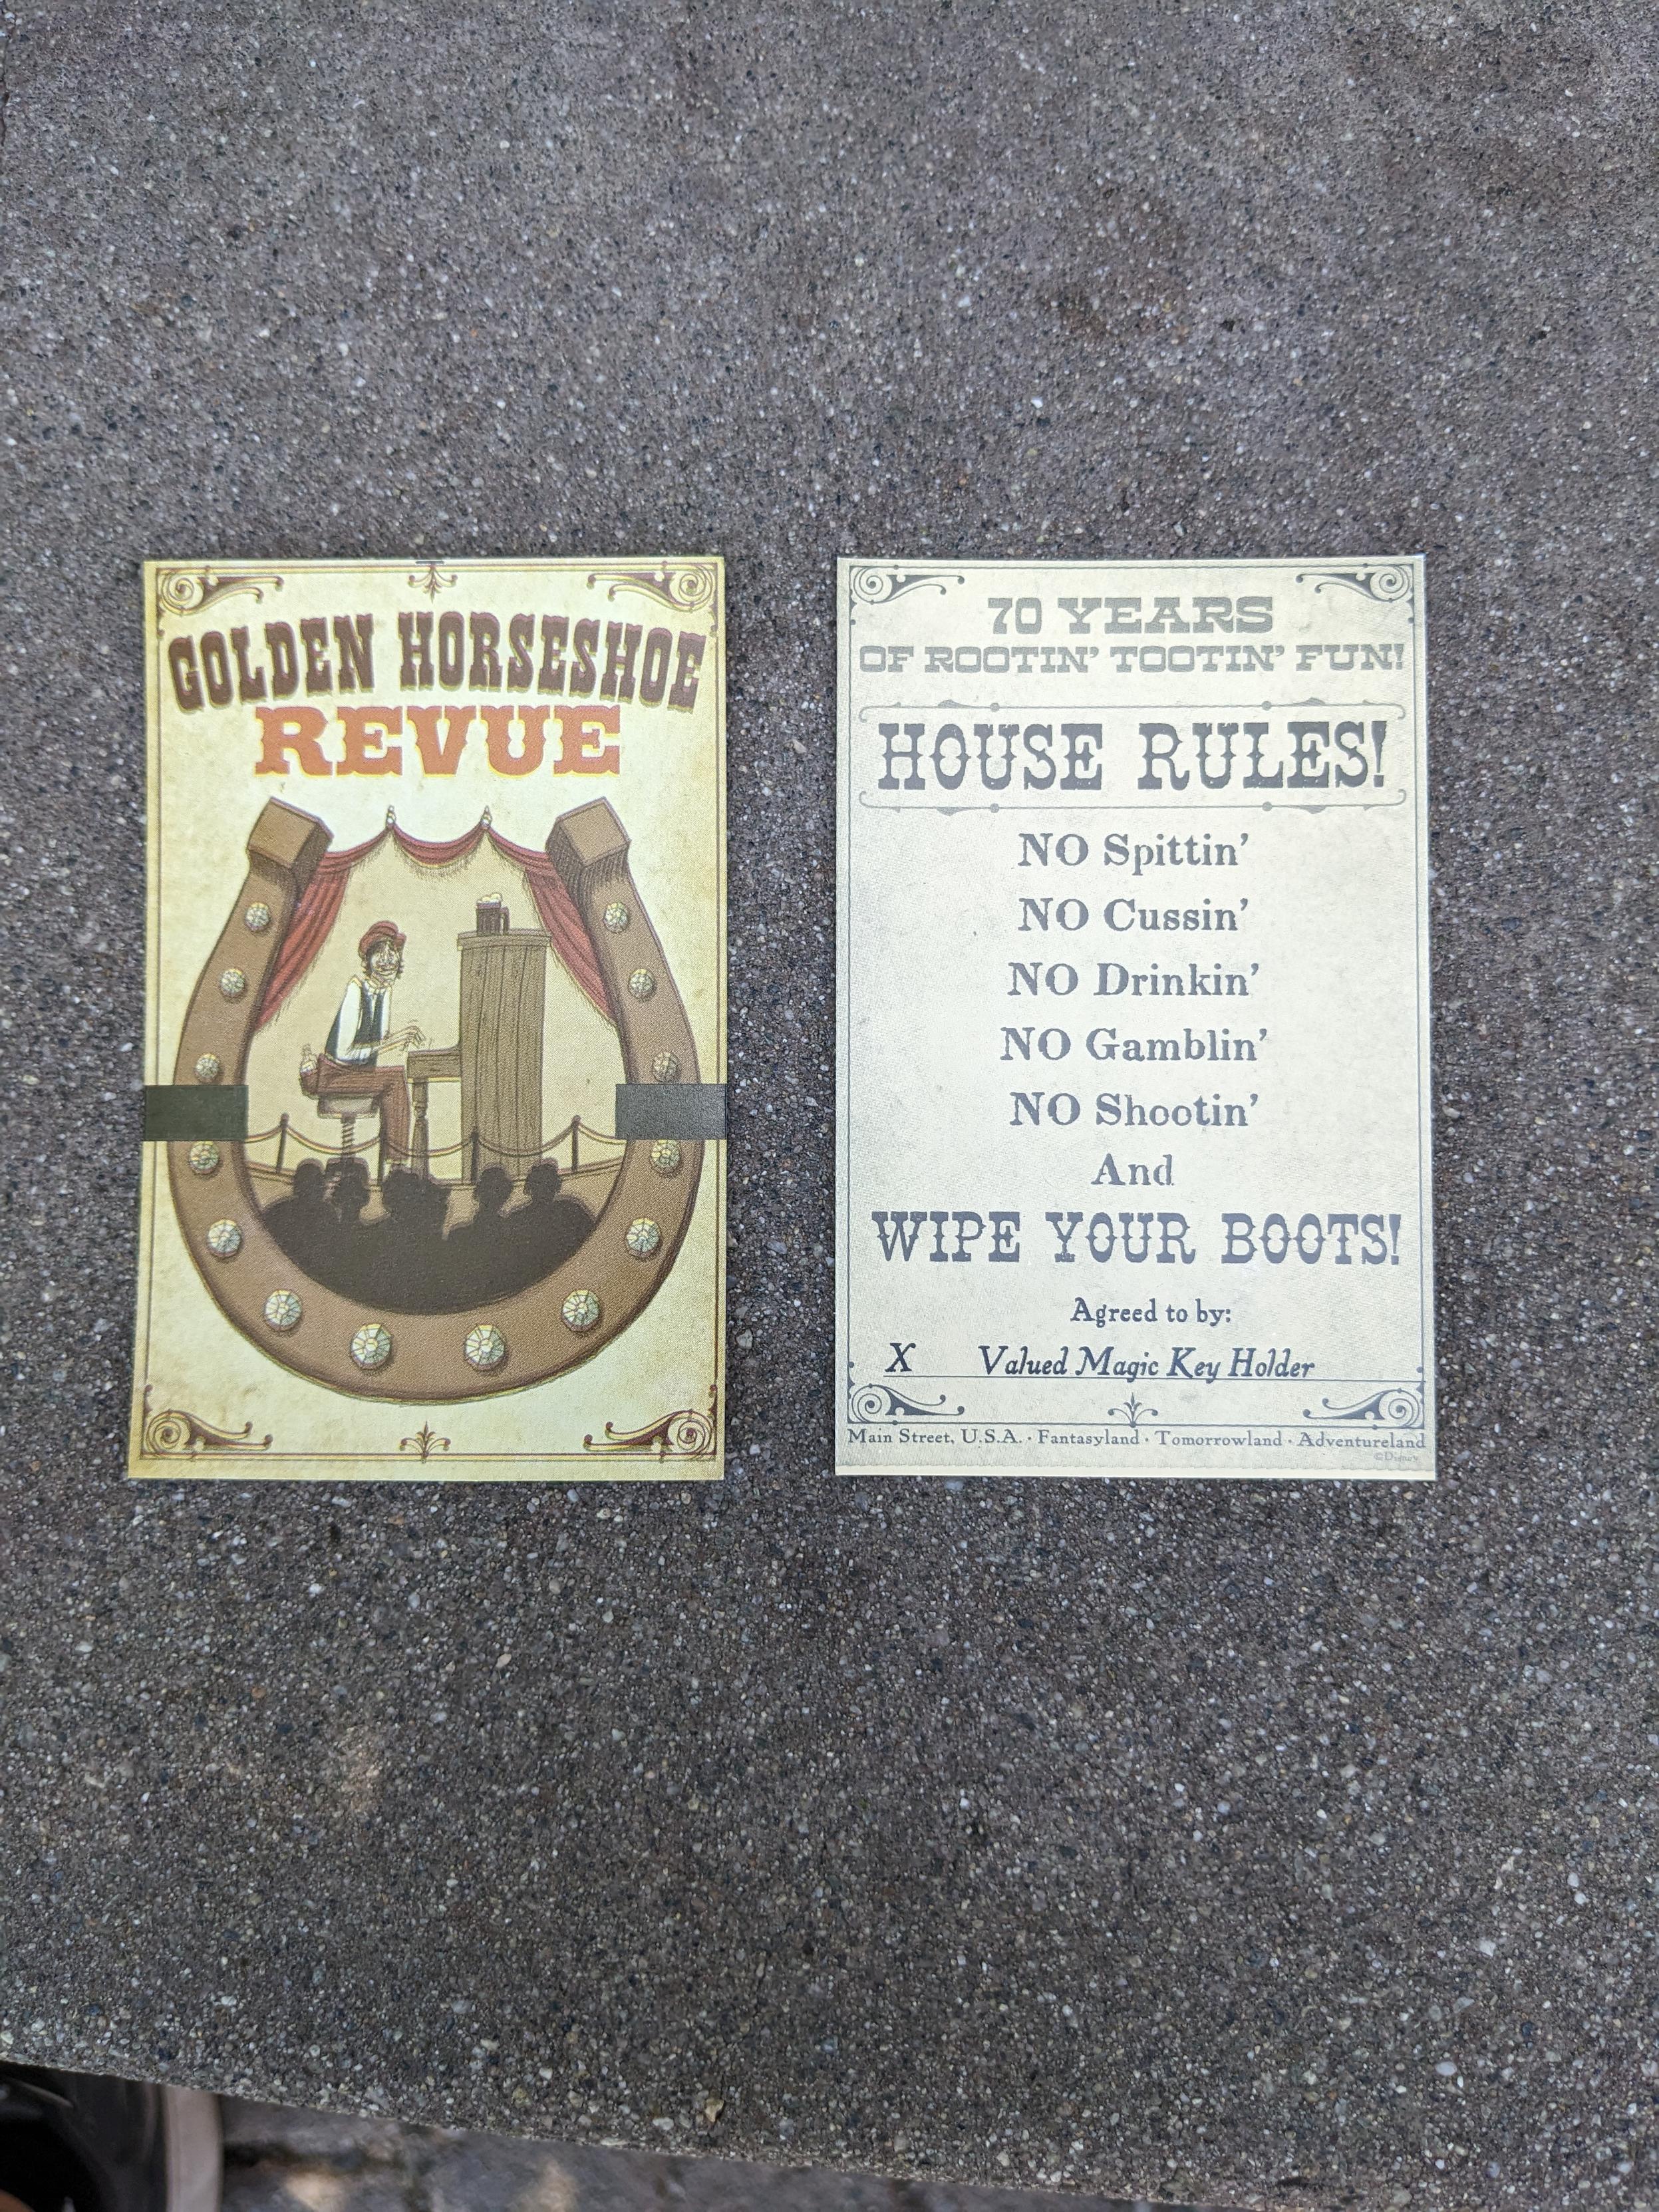 GOLDEN HORSESHOE
REVUE
70 YEARS
OF ROOTIN' TOOTIN' FUN!
HOUSE RULES!
NO Spittin'
NO Cussin'
NO Drinkin'
NO Gamblin'
NO Shootin'
And
WIPE YOUR BOOTS!
Agreed to by:
X Valued Magic Key Holder
Main Street, U.S.A. · Fantasyland · Tomorrowland · Adventureland
©Disney